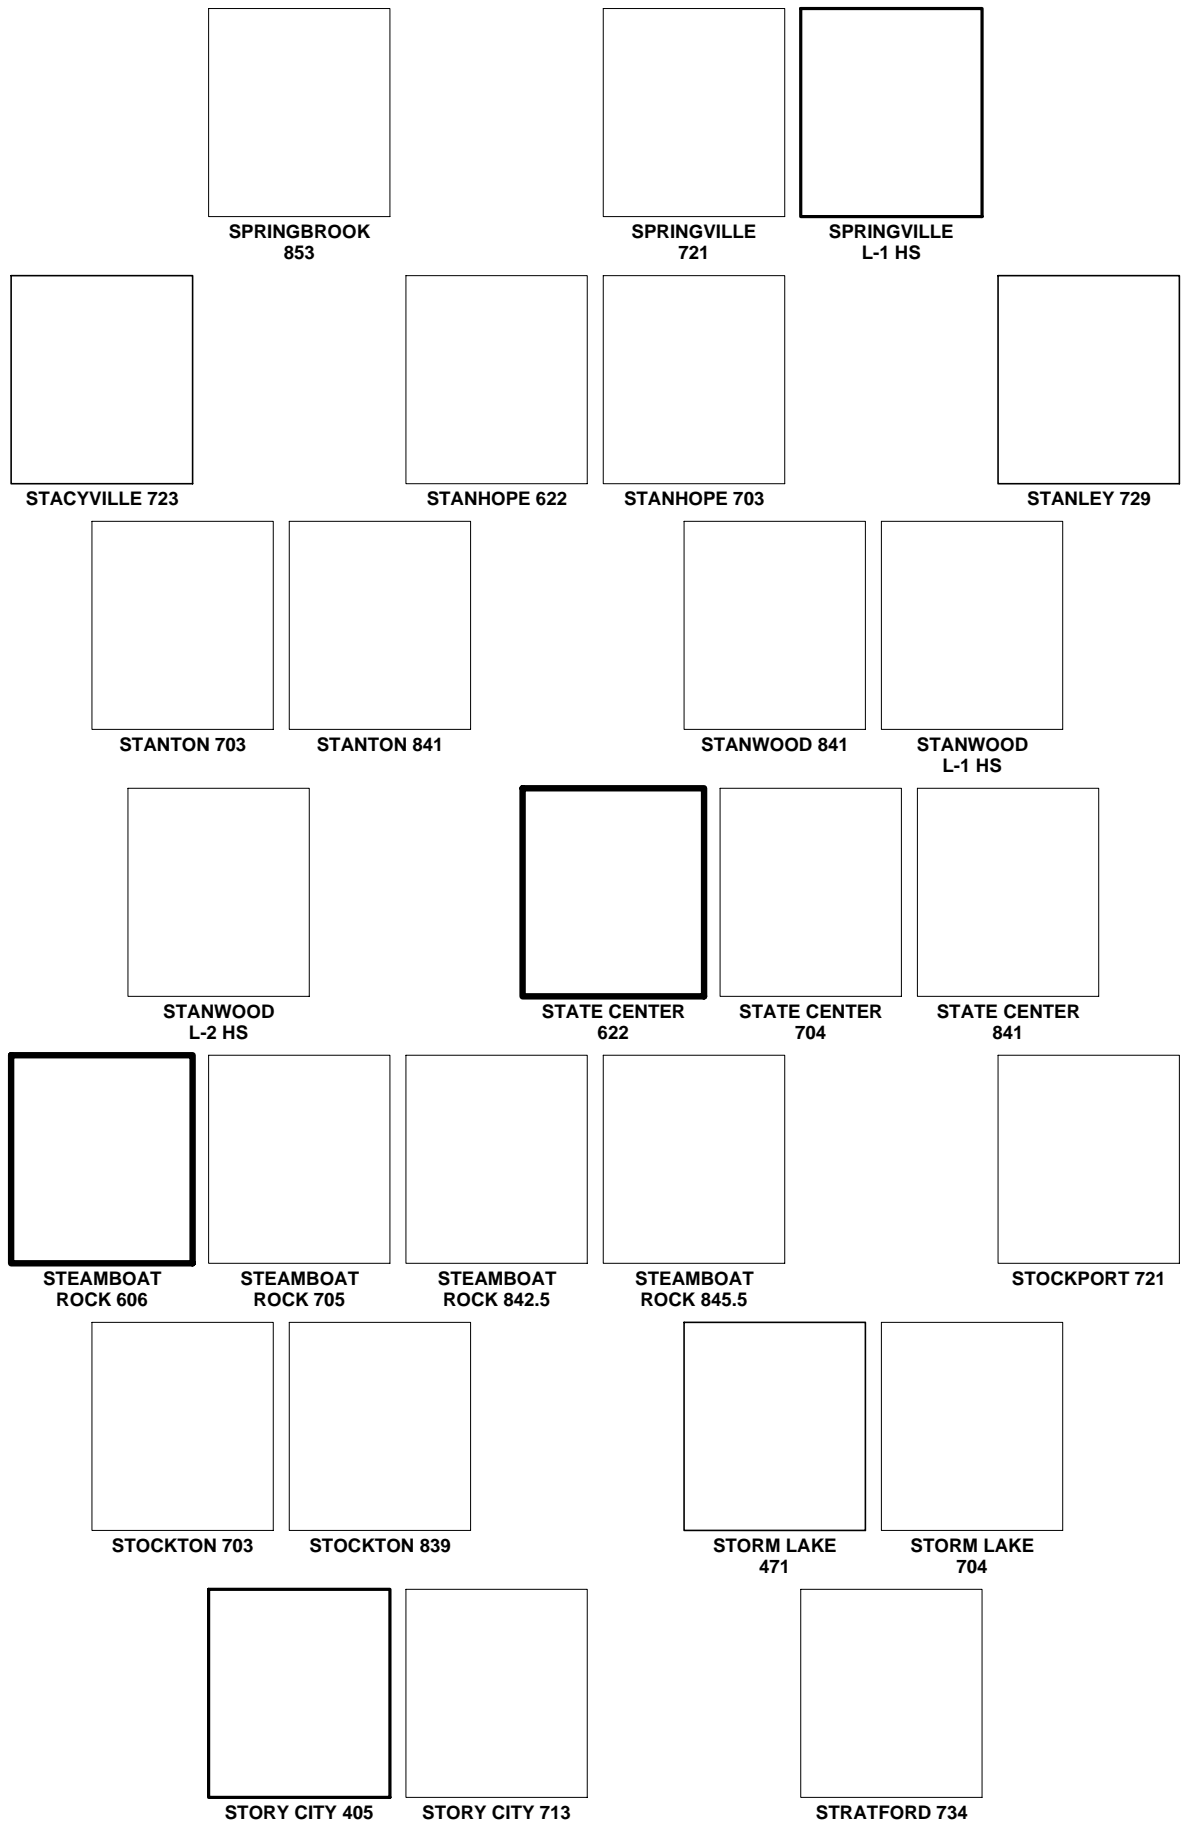 SPRINGBROOK
853
SPRINGVILLE
721
SPRINGVILLE
L-1 HS
STACYVILLE 723
STANHOPE 622
STANHOPE 703
STANLEY 729
STANTON 703
STANTON 841
STANWOOD 841
STANWOOD
L-1 HS
STANWOOD
L-2 HS
STATE CENTER
622
STATE CENTER
704
STATE CENTER
841
STEAMBOAT
ROCK 606
STEAMBOAT
ROCK 705
STEAMBOAT
ROCK 842.5
STEAMBOAT
ROCK 845.5
STOCKPORT 721
STOCKTON 703
STOCKTON 839
STORM LAKE
471
STORM LAKE
704
STORY CITY 405
STORY CITY 713
STRATFORD 734